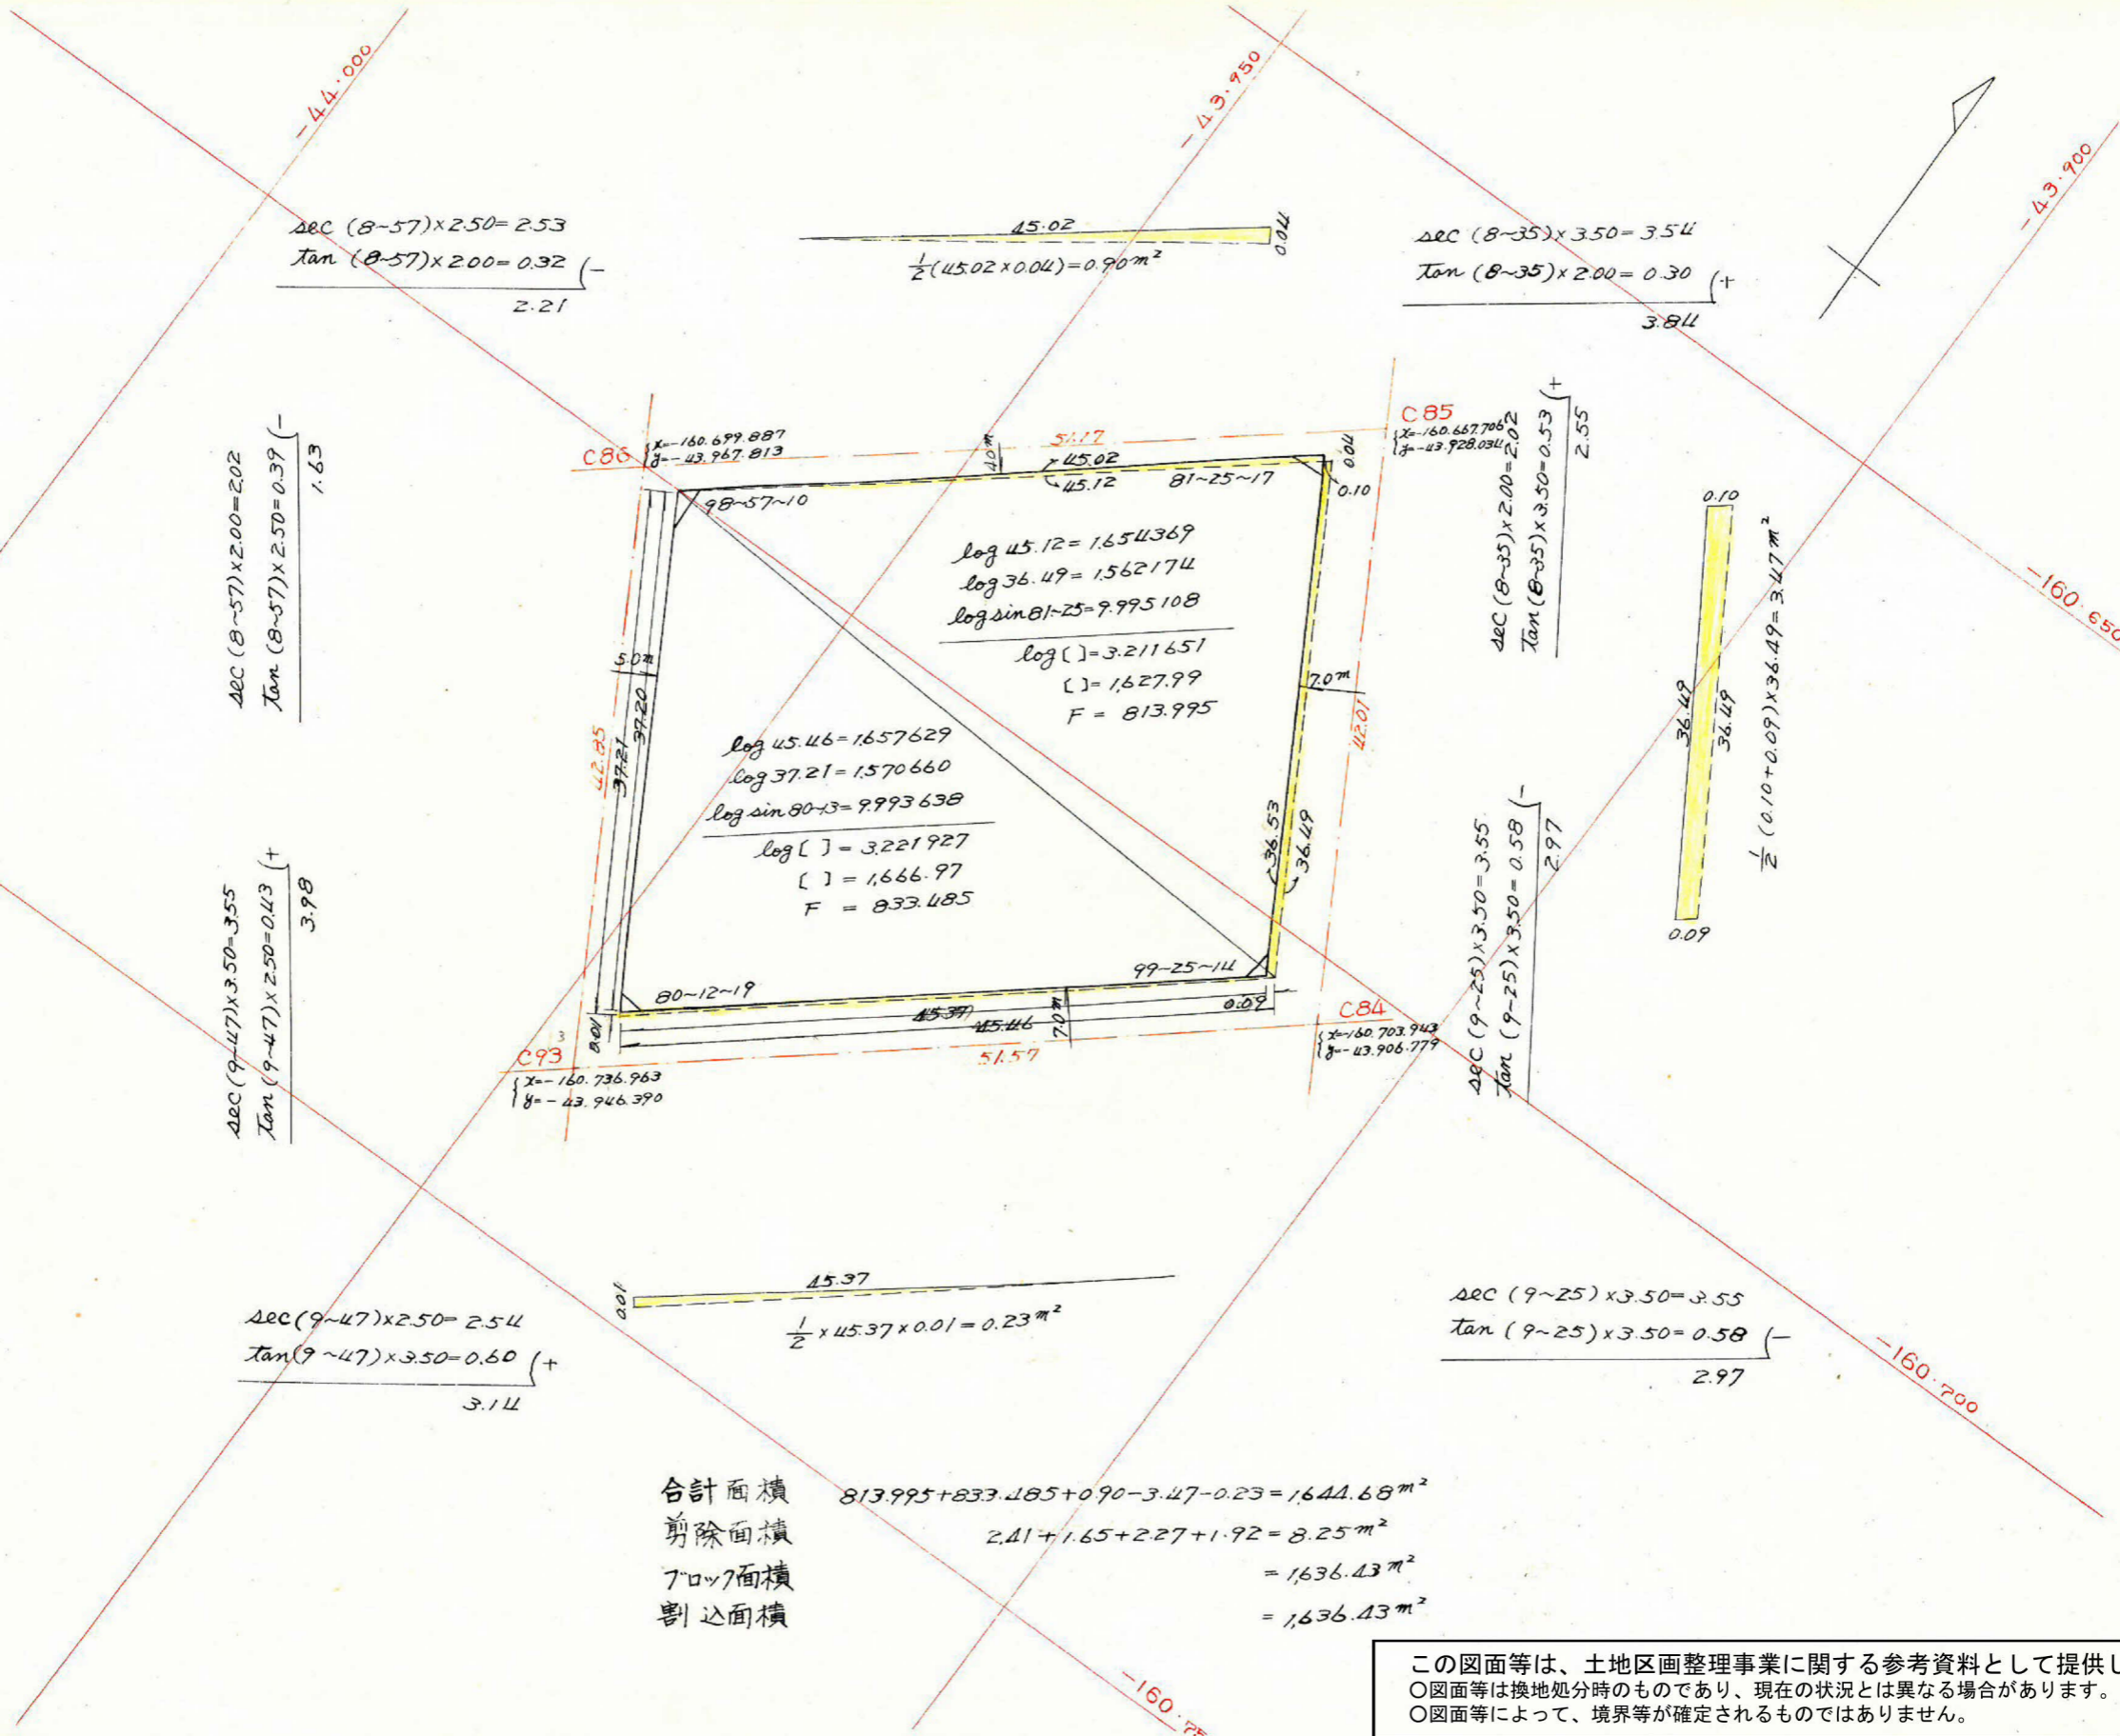 -44.000
-43.950
-43.900
sec (8~57)×2.50=2.53
tan (8~57)×2.00=0.32 (-
2.21
45.02
0.04
1/2(45.02×0.04)=0.90m²
sec (8~35)×3.50=3.54
tan (8~35)×2.00=0.30 (+
3.84
sec (8~57)×2.00=2.02
tan (8~57)×2.50=0.39 (-
1.63
C86
x=-160.699.887
y=-43.967.813
51.17
4.0m
45.02
45.12
81~25~17
98~57~10
0.04
0.10
C85
x=-160.667.706
y=-43.928.034
sec (8~35)×2.00=2.02
tan (8~35)×3.50=0.53 (+
2.55
0.10
36.49
36.49
0.09
1/2 (0.10+0.09)×36.49=3.47m²
-160.650
log 45.12=1.654369
log 36.49=1.562174
log sin 81~25=9.995108
log[ ]=3.211651
[ ]=1,627.99
F = 813.995
5.0m
37.20
37.21
42.85
7.0m
42.01
36.53
36.49
log 45.46=1.657629
log 37.21=1.570660
log sin 80~13=9.993638
log[ ]=3.221927
[ ]=1,666.97
F = 833.485
sec (9~47)×3.50=3.55
tan (9~47)×2.50=0.43 (+
3.98
sec (9~25)×3.50=3.55
tan (9~25)×3.50=0.58 (-
2.97
80~12~19
99~25~14
0.01
45.37
45.46
7.0m
0.09
3
C93
x=-160.736.963
y=-43.946.390
51.57
C84
x=-160.703.943
y=-43.906.779
45.37
0.01
1/2×45.37×0.01=0.23m²
sec(9~47)×2.50=2.54
tan(9~47)×3.50=0.60 (+
3.14
sec (9~25)×3.50=3.55
tan (9~25)×3.50=0.58 (-
2.97
-160.700
合計面積 813.995+833.485+0.90-3.47-0.23=1,644.68m²
剪除面積 2.41+1.65+2.27+1.92=8.25m²
ブロック面積 =1,636.43m²
割込面積 =1,636.43m²
この図面等は、土地区画整理事業に関する参考資料として提供し
○図面等は換地処分時のものであり、現在の状況とは異なる場合があります。
○図面等によって、境界等が確定されるものではありません。